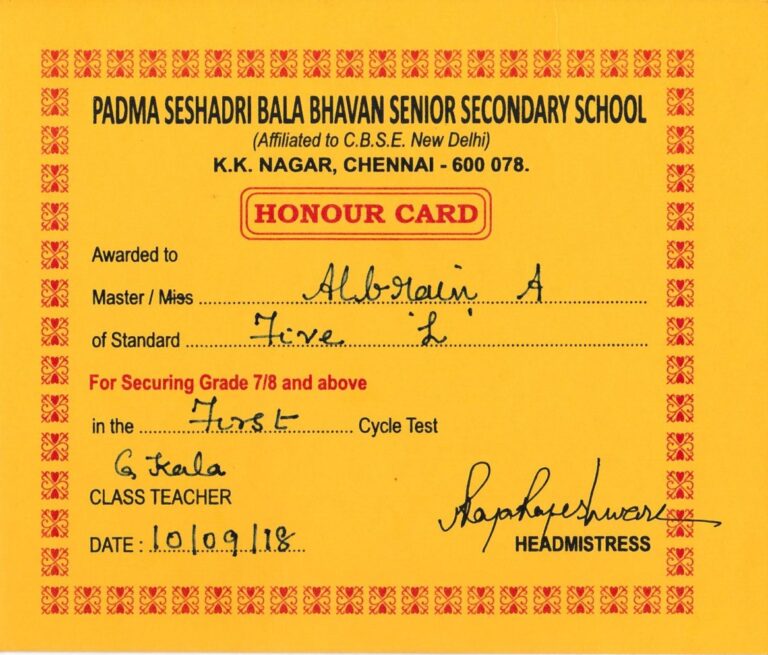 PADMA SESHADRI BALA BHAVAN SENIOR SECONDARY SCHOOL
(Affiliated to C.B.S.E. New Delhi)
K.K. NAGAR, CHENNAI - 600 078.
HONOUR CARD
Awarded to
Master / Miss Albrain A
of Standard Five 'L'
For Securing Grade 7/8 and above
in the First Cycle Test
G Kala
CLASS TEACHER
DATE : 10/09/18
HEADMISTRESS